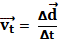 v⃗ₜ = Δd⃗ / Δt